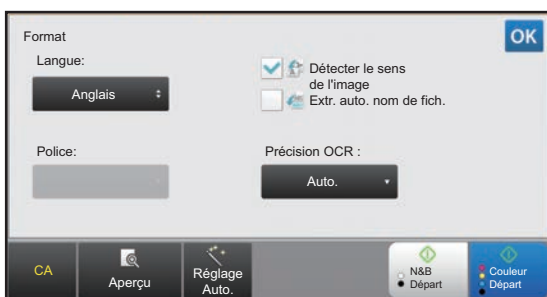 Format
OK
Langue:
Anglais
Détecter le sens
de l'image
Extr. auto. nom de fich.
Police:
Précision OCR :
Auto.
CA
Aperçu
Réglage
Auto.
N&B
Départ
Couleur
Départ